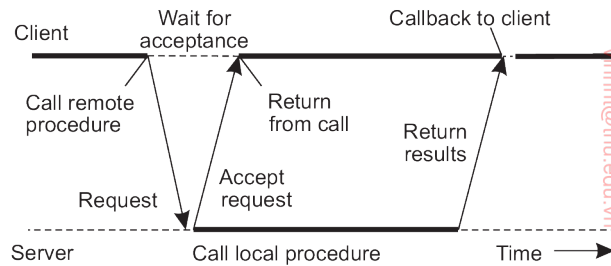 Client
Wait for
acceptance
Callback to client
Call remote
procedure
Return
from call
Return
results
Request
Accept
request
Server
Call local procedure
Time